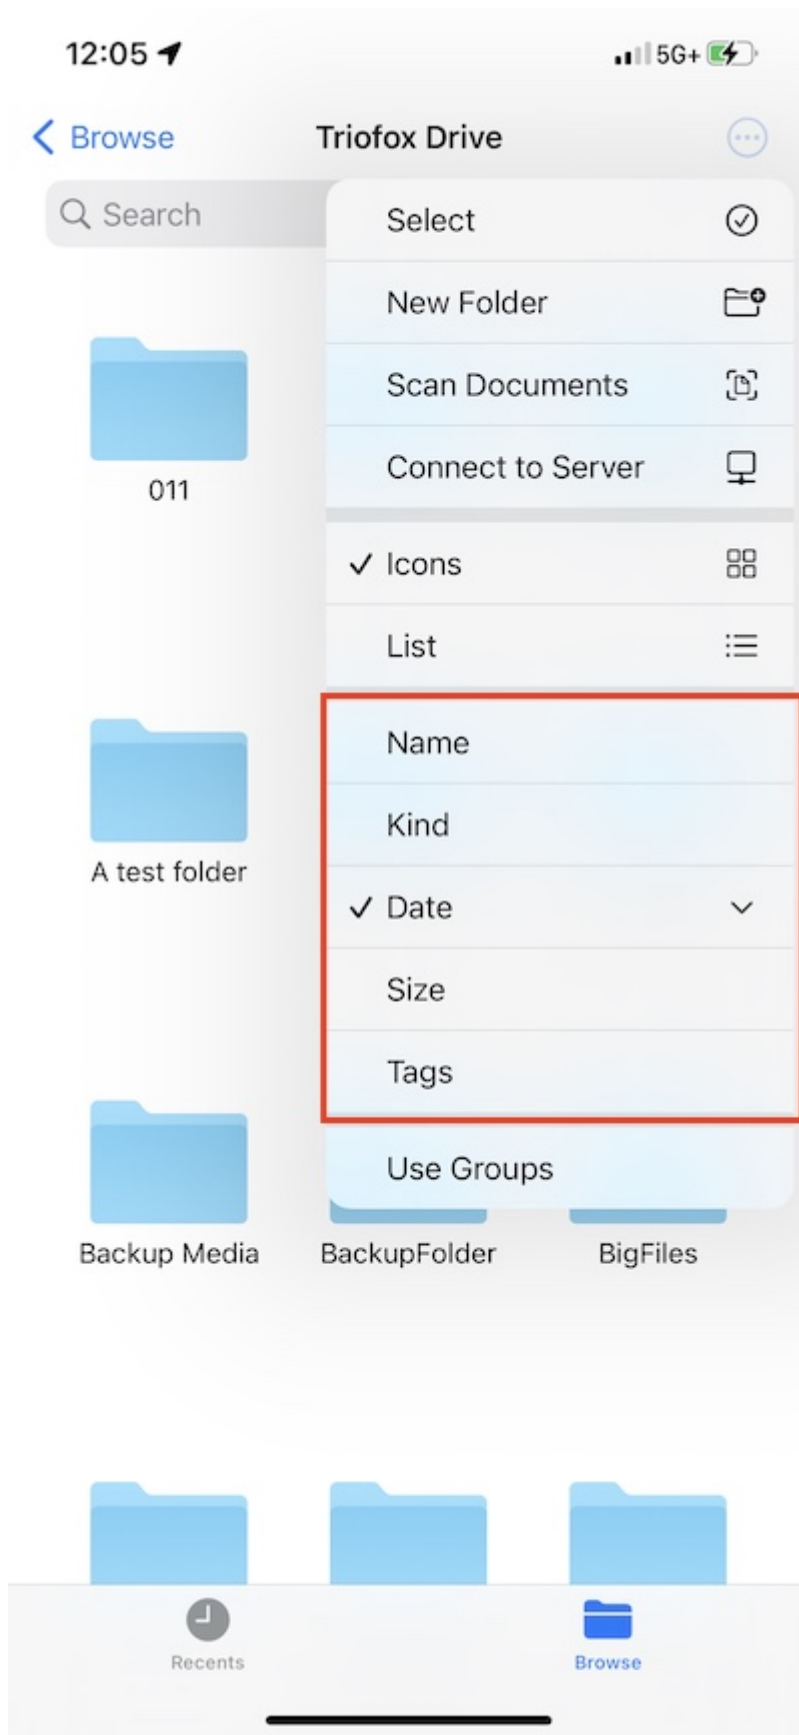 12:05
5G+
Browse
Triofox Drive
Search
Select
New Folder
Scan Documents
Connect to Server
Icons
List
Name
Kind
Date
Size
Tags
Use Groups
011
A test folder
Backup Media
BackupFolder
BigFiles
Recents
Browse